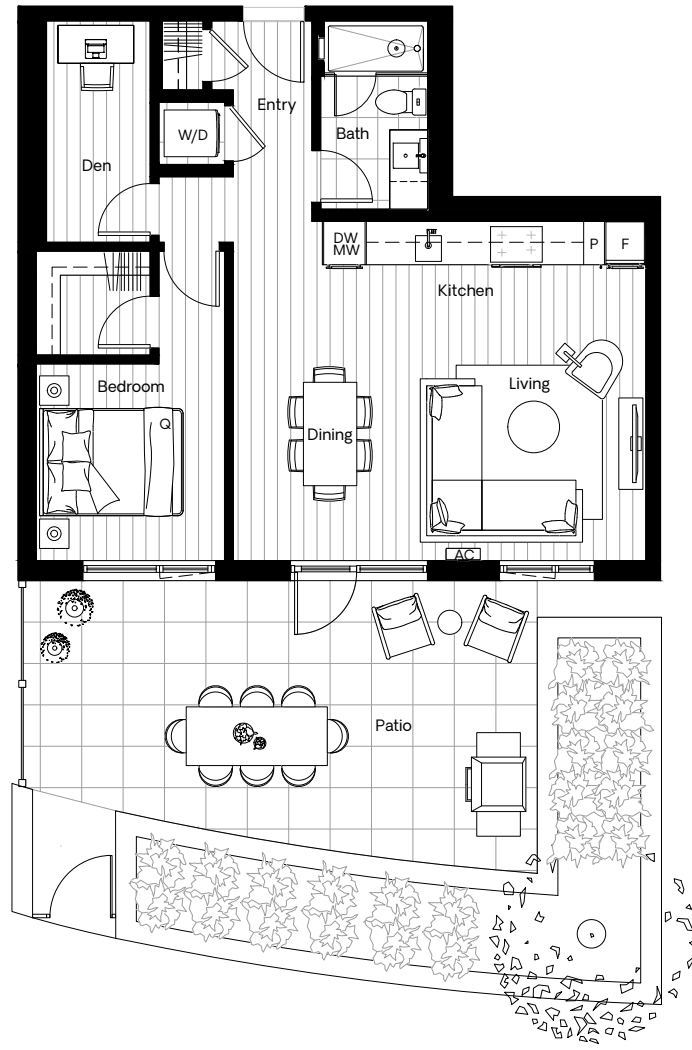 Entry
W/D
Bath
Den
DW
MW
P
F
Kitchen
Living
Bedroom
Q
Dining
AC
Patio